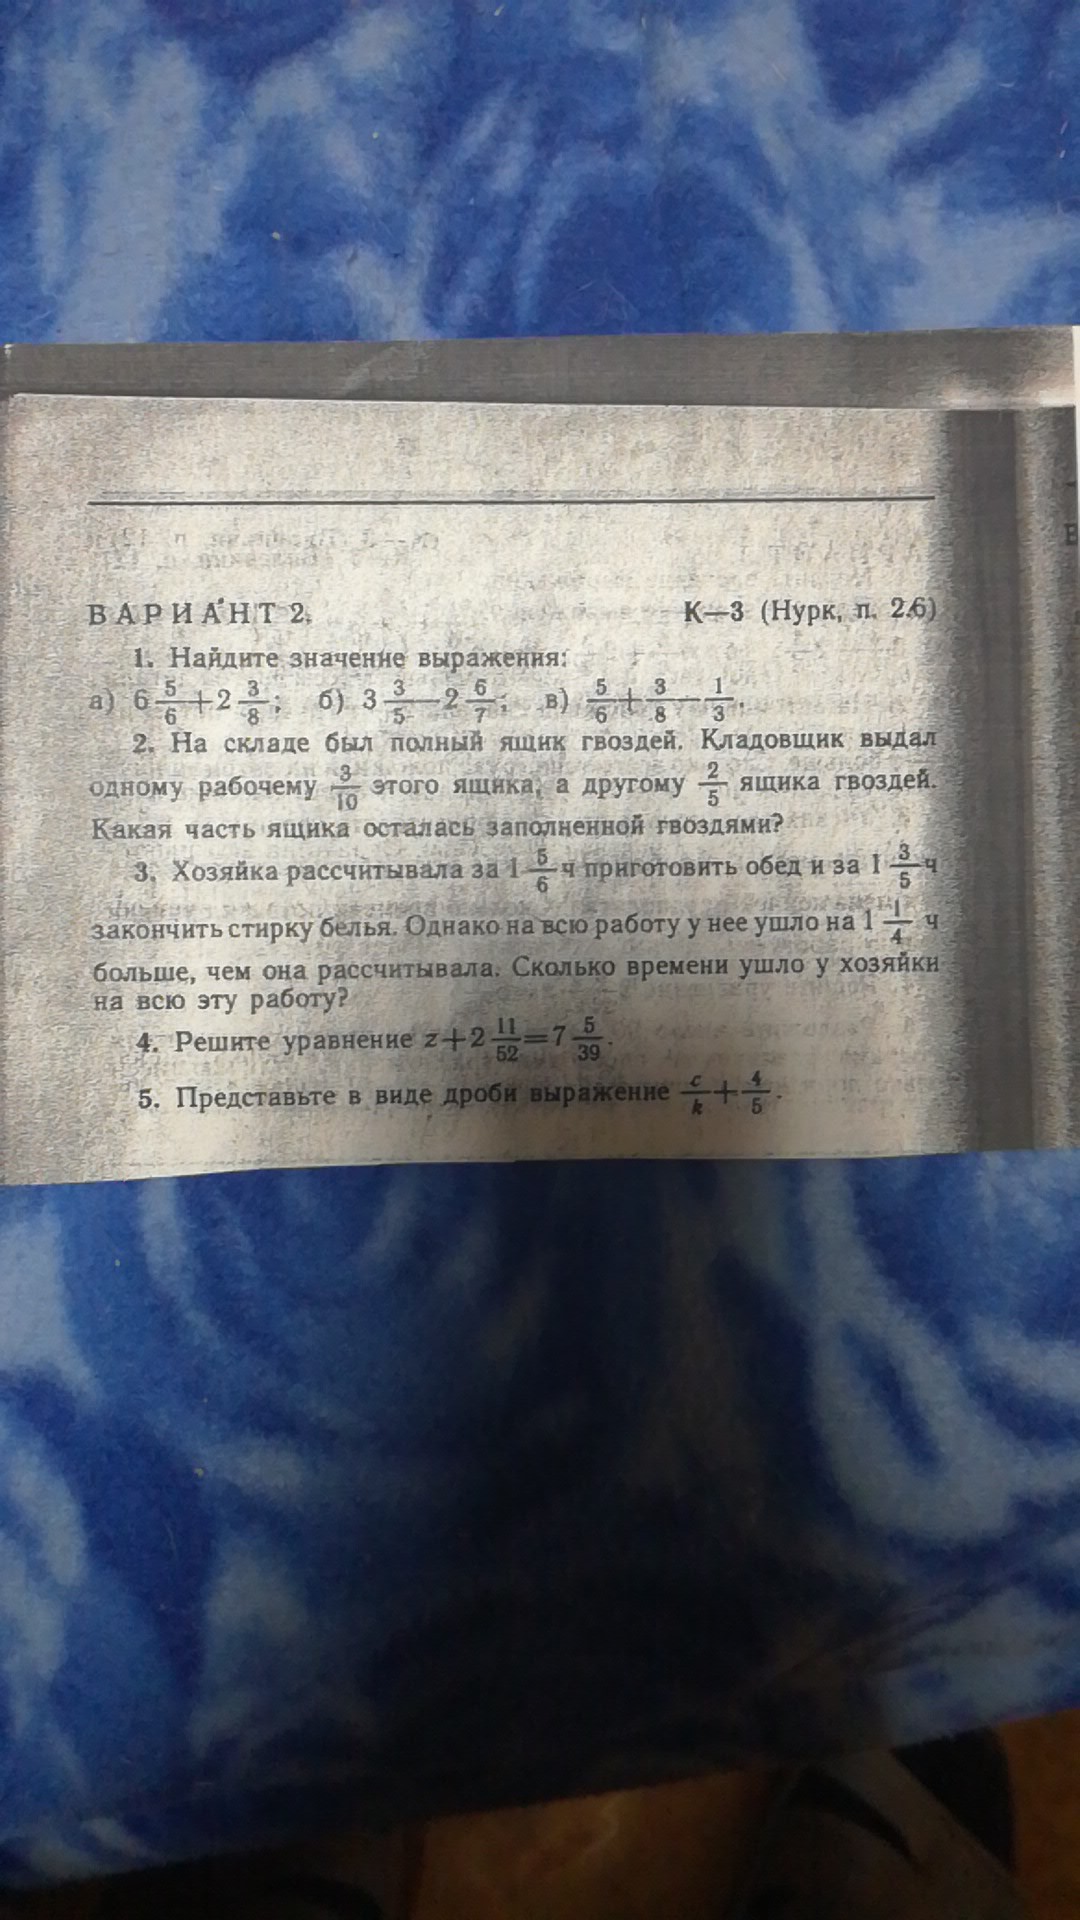 ВАРИАНТ 2. К—3 (Нурк, п. 2.6)
1. Найдите значение выражения:
а) 6 5/6 + 2 3/8; б) 3 3/5 — 2 6/7; в) 5/6 + 3/8 — 1/3.
2. На складе был полный ящик гвоздей. Кладовщик выдал
одному рабочему 3/10 этого ящика, а другому 2/5 ящика гвоздей.
Какая часть ящика осталась заполненной гвоздями?
3. Хозяйка рассчитывала за 1 5/6 ч приготовить обед и за 1 3/5 ч
закончить стирку белья. Однако на всю работу у нее ушло на 1 1/4 ч
больше, чем она рассчитывала. Сколько времени ушло у хозяйки
на всю эту работу?
4. Решите уравнение z + 2 11/52 = 7 5/39.
5. Представьте в виде дроби выражение c/k + 4/5.